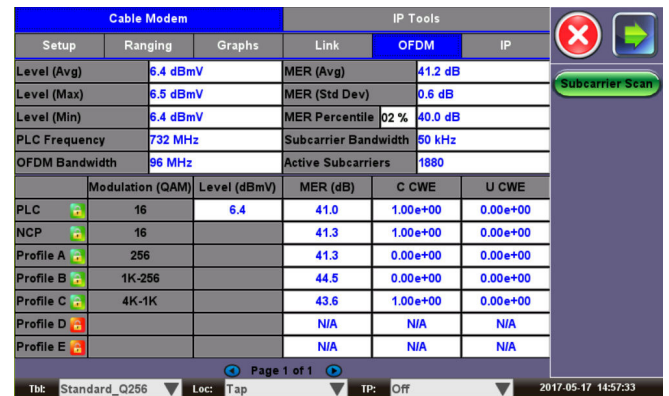 Cable Modem IP Tools
Setup Ranging Graphs Link OFDM IP
Subcarrier Scan
Level (Avg) 6.4 dBmV MER (Avg) 41.2 dB
Level (Max) 6.5 dBmV MER (Std Dev) 0.6 dB
Level (Min) 6.4 dBmV MER Percentile 02 % 40.0 dB
PLC Frequency 732 MHz Subcarrier Bandwidth 50 kHz
OFDM Bandwidth 96 MHz Active Subcarriers 1880
Modulation (QAM) Level (dBmV) MER (dB) C CWE U CWE
PLC 16 6.4 41.0 1.00e+00 0.00e+00
NCP 16 41.3 1.00e+00 0.00e+00
Profile A 256 41.3 0.00e+00 0.00e+00
Profile B 1K-256 44.5 0.00e+00 0.00e+00
Profile C 4K-1K 43.6 1.00e+00 0.00e+00
Profile D N/A N/A N/A
Profile E N/A N/A N/A
Page 1 of 1
Tbl: Standard_Q256 Loc: Tap TP: Off 2017-05-17 14:57:33